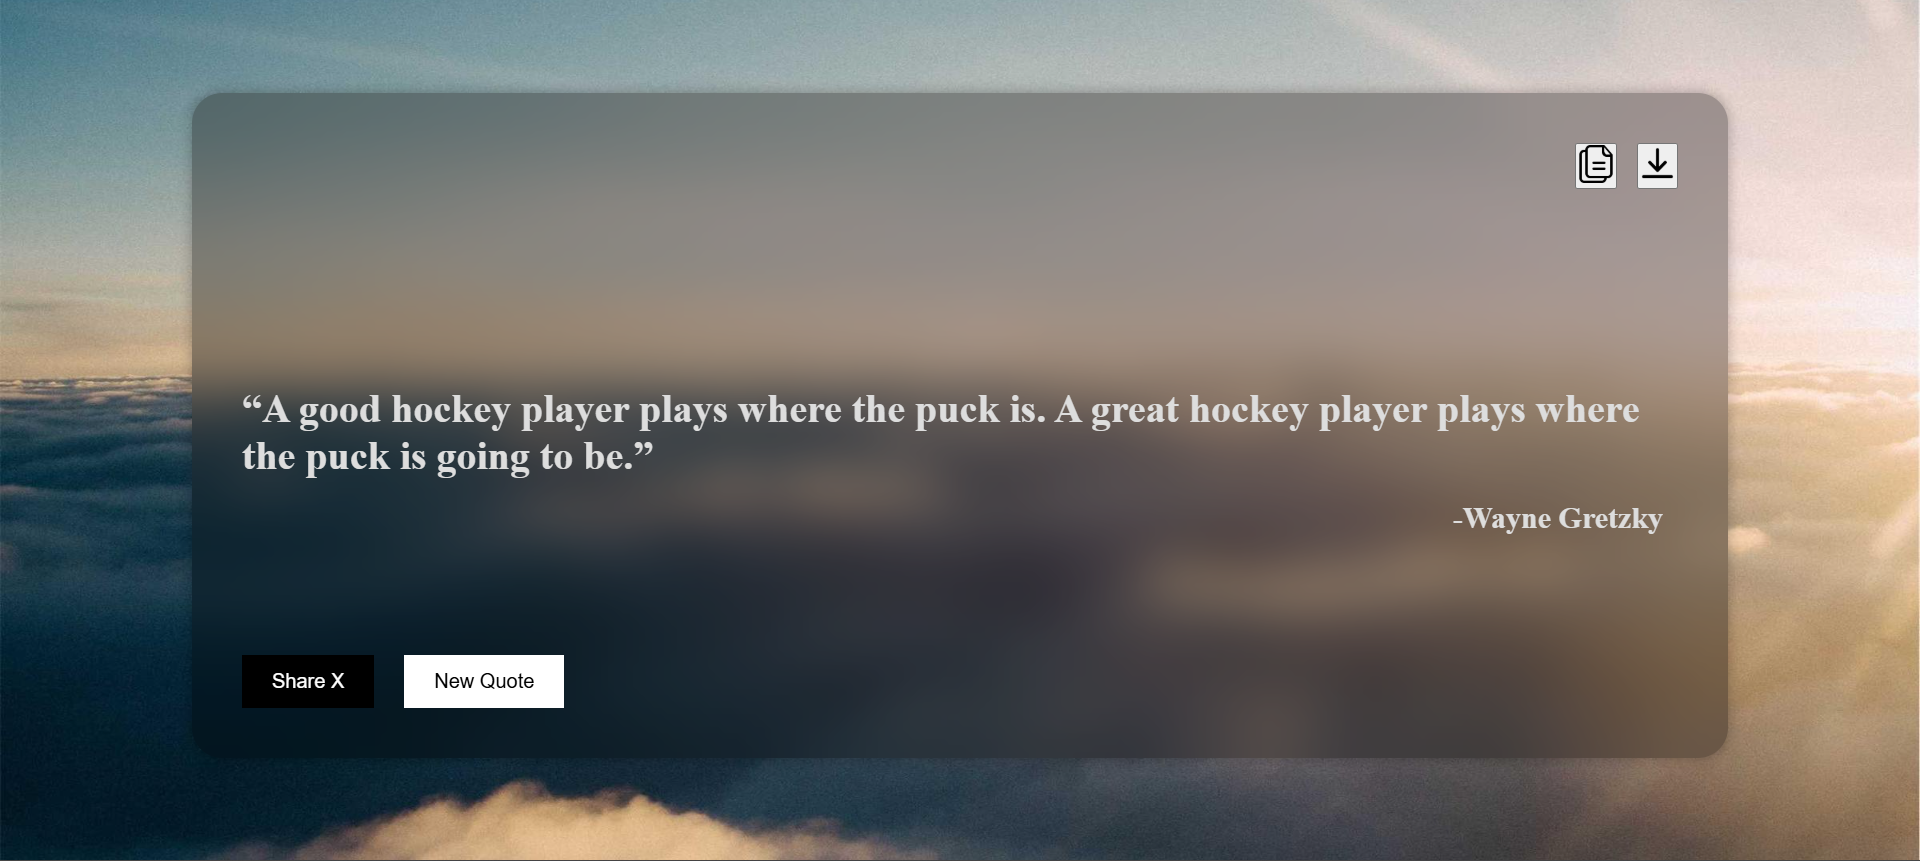 “A good hockey player plays where the puck is. A great hockey player plays where
the puck is going to be.”
-Wayne Gretzky
Share X
New Quote